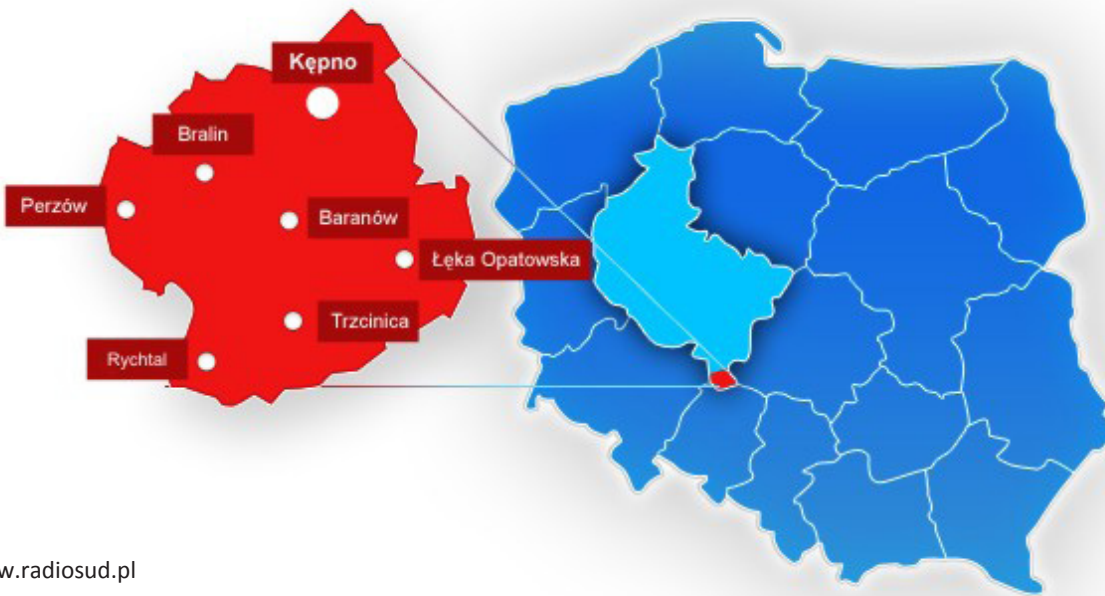 Kępno
Bralin
Perzów
Baranów
Łęka Opatowska
Trzcinica
Rychtal
w.radiosud.pl